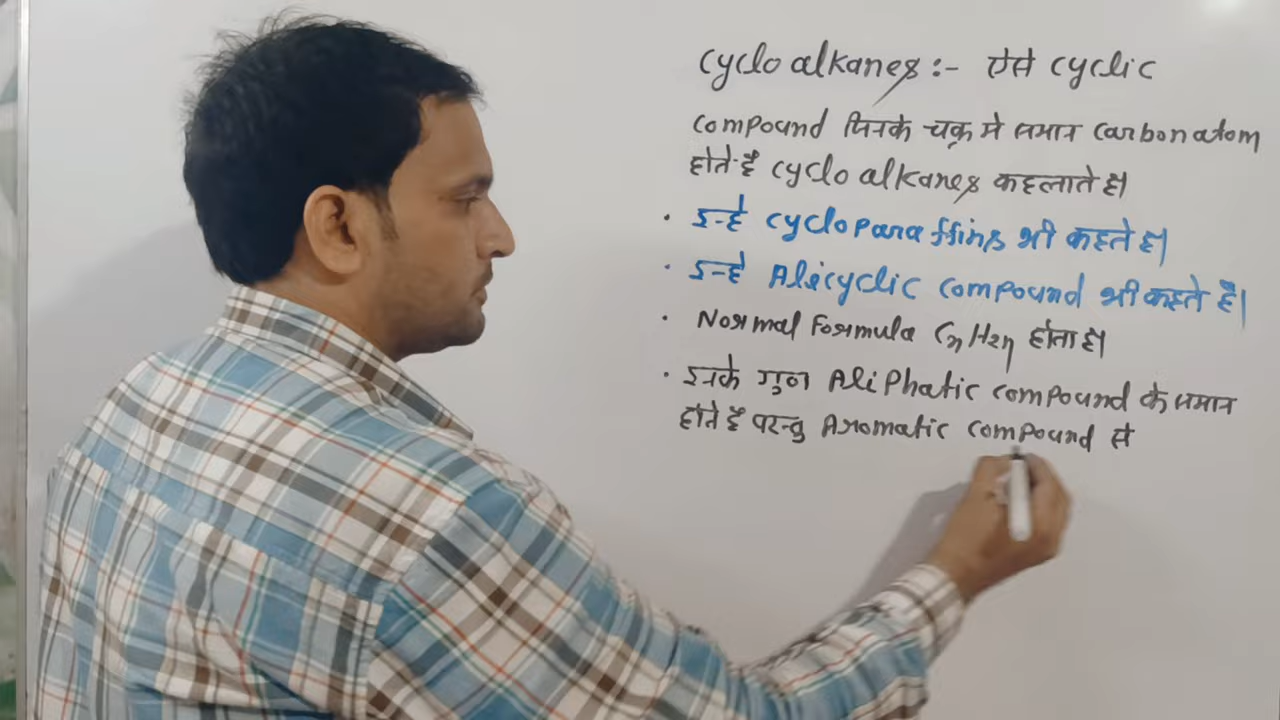 Cyclo alkanes :- ऐसे cyclic
compound जिनके चक्र मे समान carbon atom
होते है cyclo alkanes कहलाते है।
• इन्हे cycloparaffins भी कहते है।
• इन्हे Alicyclic compound भी कहते है।
• Normal Formula CnH2n होता है।
• इनके गुण Aliphatic compound के समान
होते है परन्तु Aromatic compound से